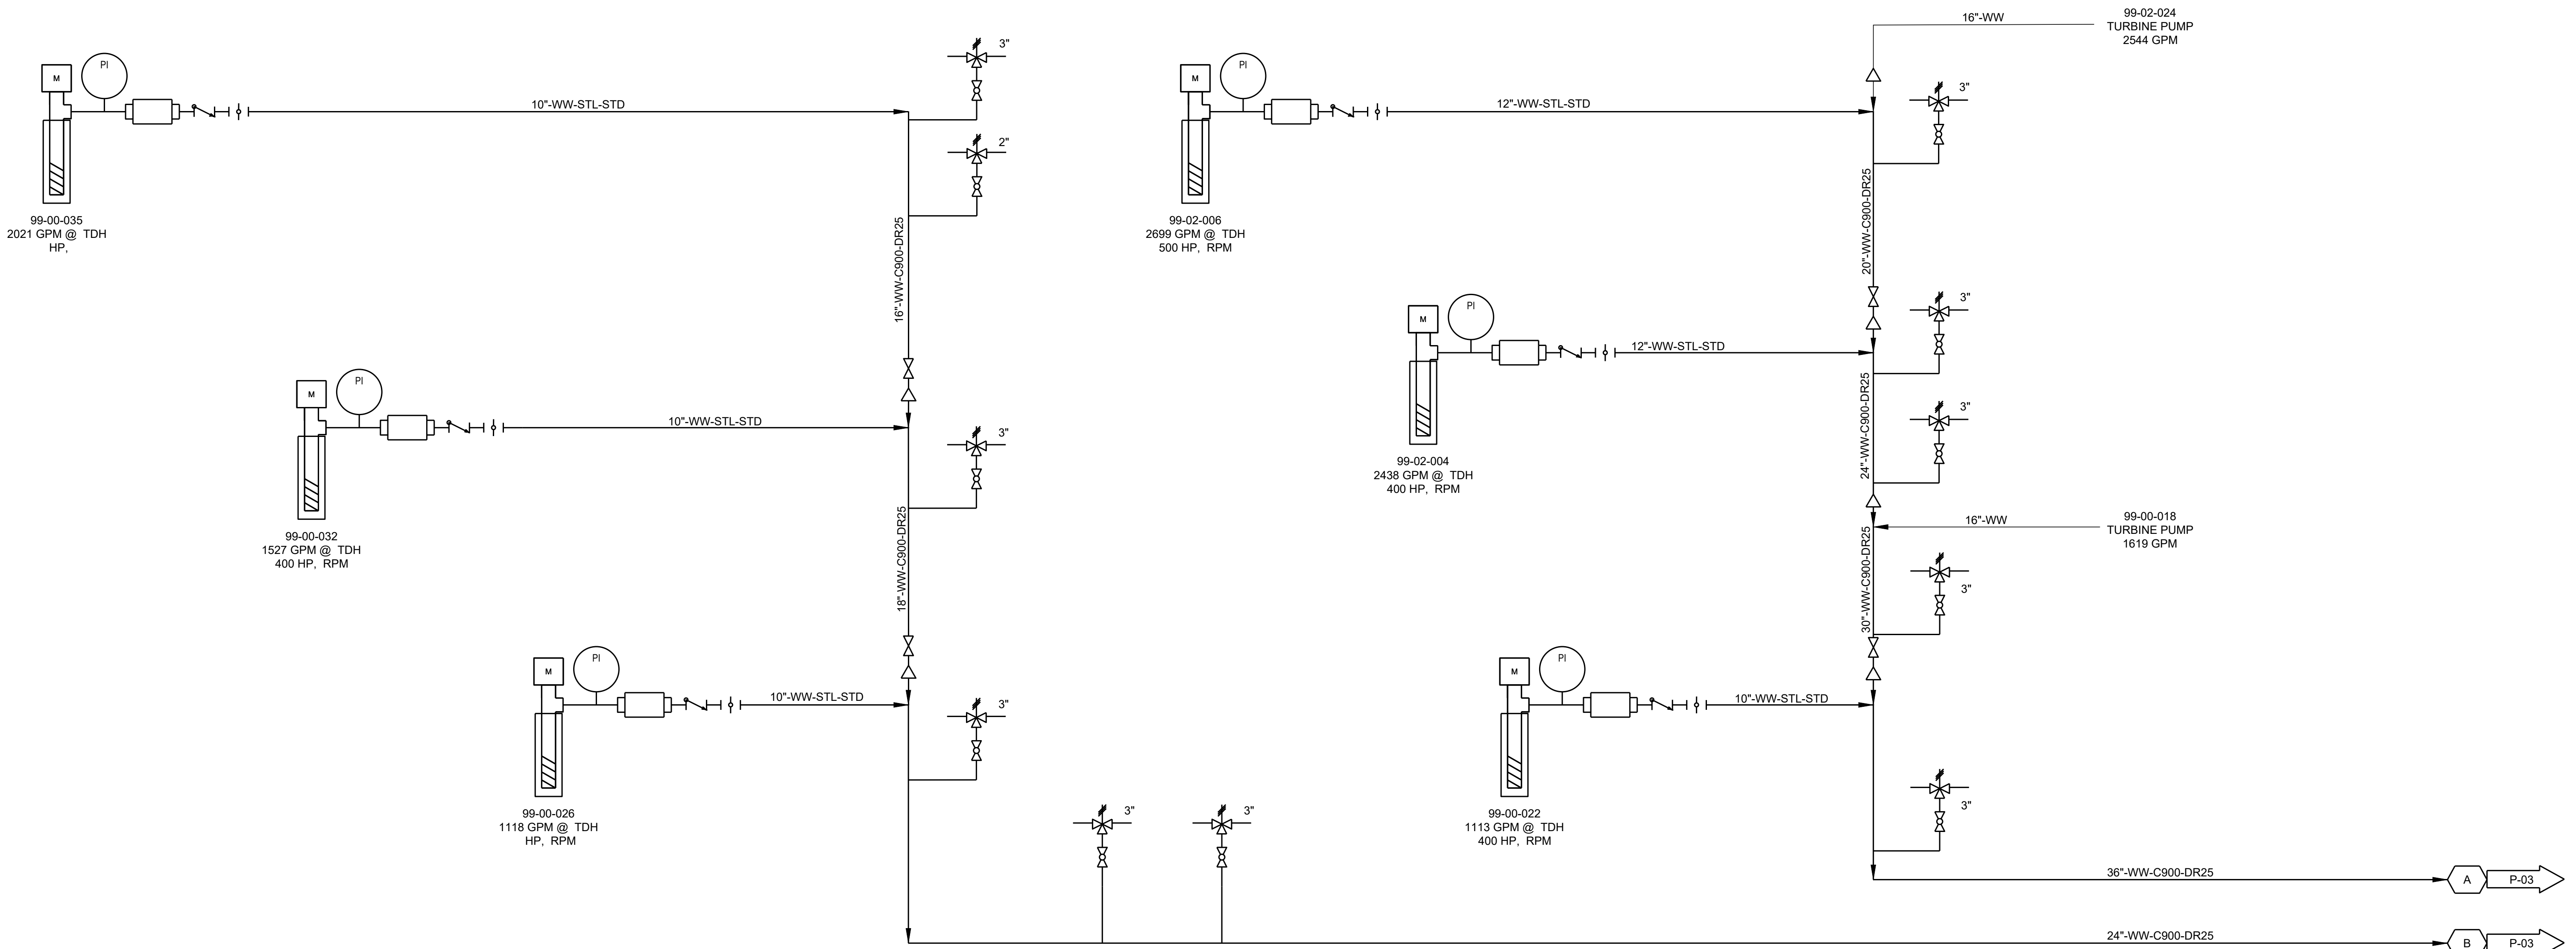 99-02-024
TURBINE PUMP
2544 GPM
16"-WW
3"
M
PI
10"-WW-STL-STD
99-00-035
2021 GPM @  TDH
HP,
2"
16"-WW-C900-DR25
M
PI
12"-WW-STL-STD
99-02-006
2699 GPM @  TDH
500 HP,  RPM
3"
20"-WW-C900-DR25
M
PI
10"-WW-STL-STD
99-00-032
1527 GPM @  TDH
400 HP,  RPM
3"
18"-WW-C900-DR25
M
PI
12"-WW-STL-STD
99-02-004
2438 GPM @  TDH
400 HP,  RPM
3"
3"
24"-WW-C900-DR25
16"-WW
99-00-018
TURBINE PUMP
1619 GPM
3"
30"-WW-C900-DR25
M
PI
10"-WW-STL-STD
99-00-026
1118 GPM @  TDH
HP,  RPM
3"
3"
3"
M
PI
10"-WW-STL-STD
99-00-022
1113 GPM @  TDH
400 HP,  RPM
3"
36"-WW-C900-DR25
A
P-03
24"-WW-C900-DR25
B
P-03